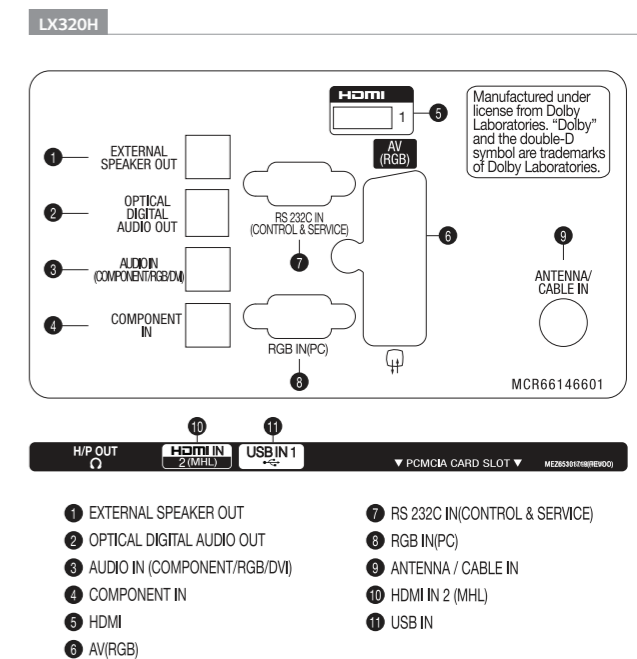 LX320H
HDMI
1
5
Manufactured under
license from Dolby
Laboratories. “Dolby”
and the double-D
symbol are trademarks
of Dolby Laboratories.
1
EXTERNAL
SPEAKER OUT
AV
(RGB)
2
OPTICAL
DIGITAL
AUDIO OUT
RS 232C IN
(CONTROL & SERVICE)
7
6
9
3
AUDIO IN
(COMPONENT/RGB/DVI)
ANTENNA/
CABLE IN
4
COMPONENT
IN
RGB IN(PC)
8
MCR66146601
10
11
H/P OUT
HDMI IN
2 (MHL)
USB IN 1
▼ PCMCIA CARD SLOT ▼
1 EXTERNAL SPEAKER OUT
2 OPTICAL DIGITAL AUDIO OUT
3 AUDIO IN (COMPONENT/RGB/DVI)
4 COMPONENT IN
5 HDMI
6 AV(RGB)
7 RS 232C IN(CONTROL & SERVICE)
8 RGB IN(PC)
9 ANTENNA / CABLE IN
10 HDMI IN 2 (MHL)
11 USB IN